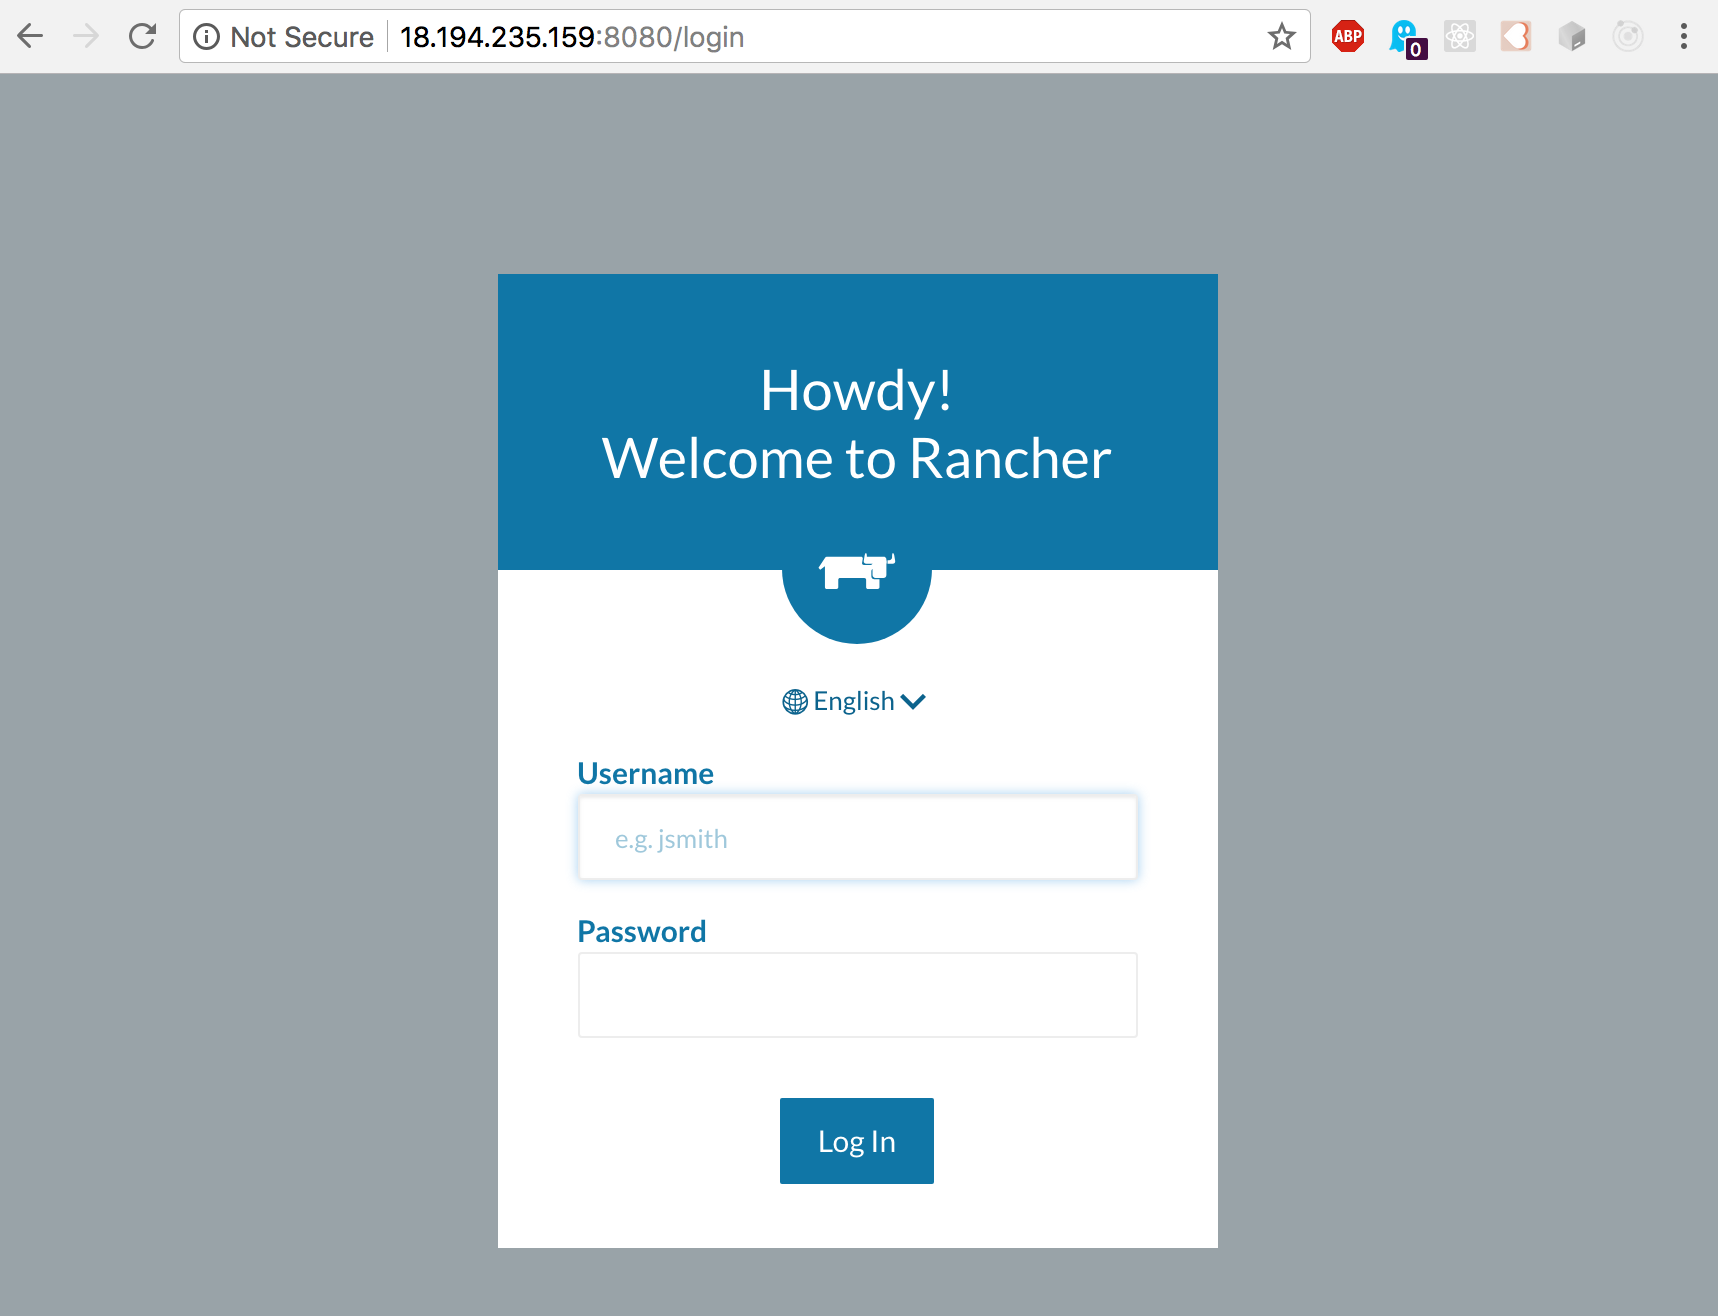 Not Secure 18.194.235.159:8080/login ABP 0
Howdy!
Welcome to Rancher
English
Username
e.g. jsmith
Password
Log In